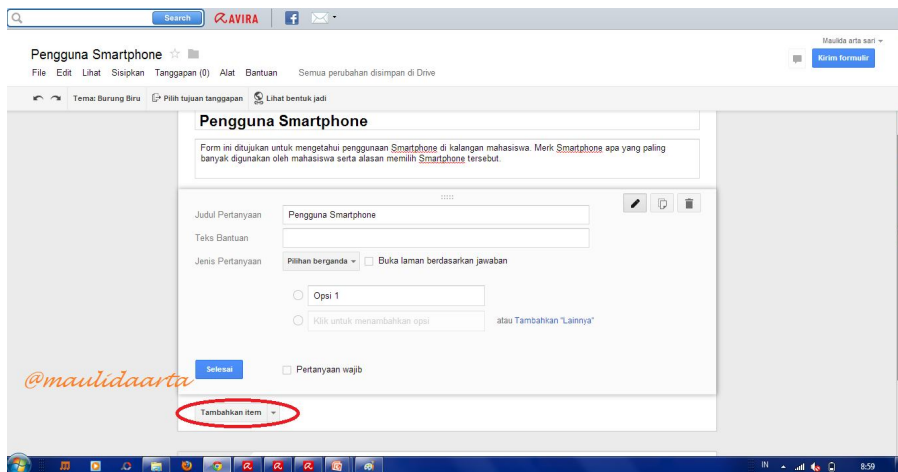 Search AVIRA
Maulida arta sari
Pengguna Smartphone
Kirim formulir
File Edit Lihat Sisipkan Tanggapan (0) Alat Bantuan Semua perubahan disimpan di Drive
Tema: Burung Biru Pilih tujuan tanggapan Lihat bentuk jadi
Pengguna Smartphone
Form ini ditujukan untuk mengetahui penggunaan Smartphone di kalangan mahasiswa. Merk Smartphone apa yang paling
banyak digunakan oleh mahasiswa serta alasan memilih Smartphone tersebut.
Judul Pertanyaan Pengguna Smartphone
Teks Bantuan
Jenis Pertanyaan Pilihan berganda Buka laman berdasarkan jawaban
Opsi 1
Klik untuk menambahkan opsi atau Tambahkan "Lainnya"
Selesai Pertanyaan wajib
@maulidaarta
Tambahkan item
IN 8:59